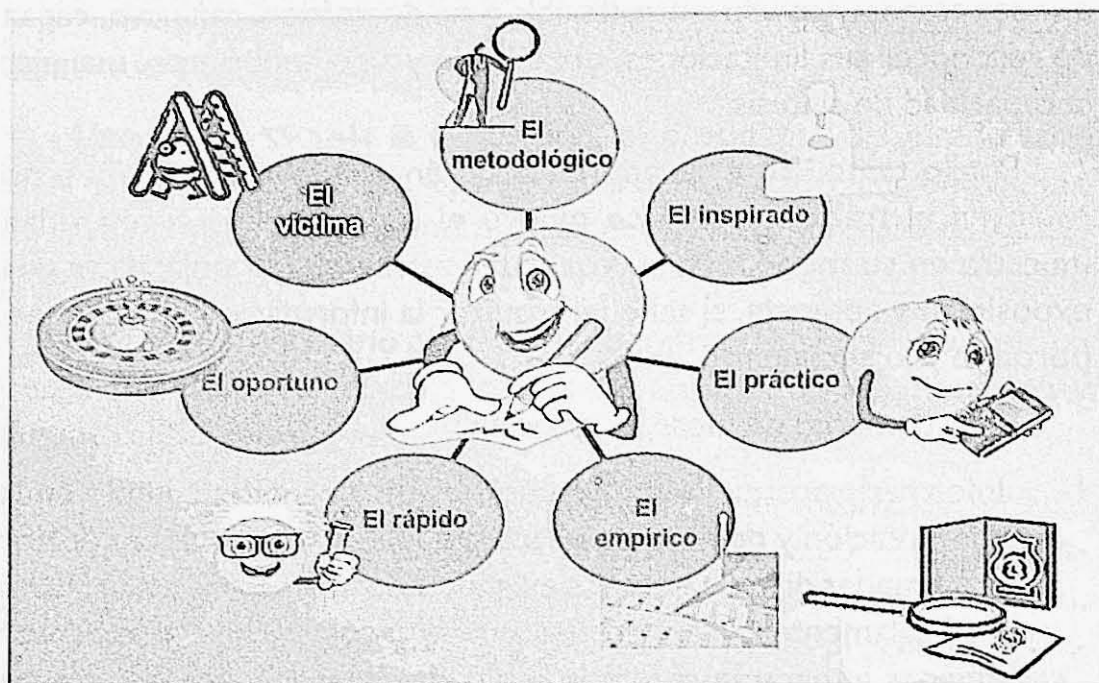 El
metodológico
El inspirado
El práctico
El
empírico
El rápido
El oportuno
El
víctima